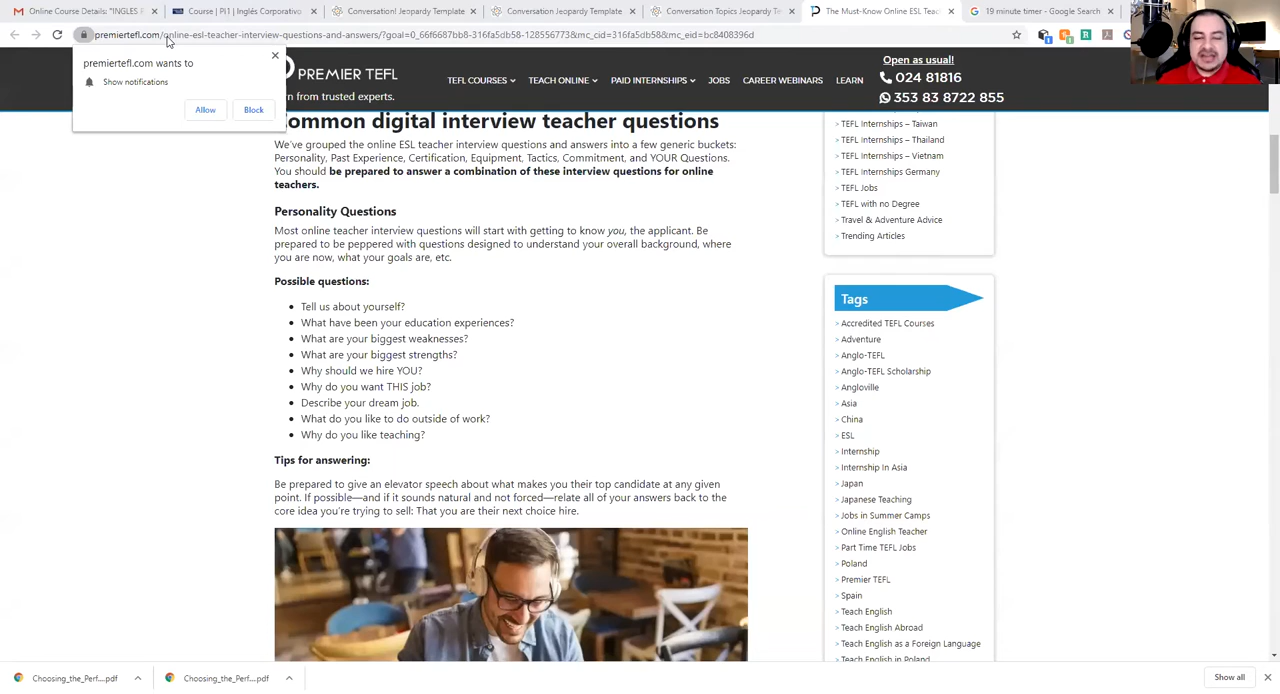 Online Course Details: "INGLES P
Course | PI1 | Inglés Corporativo
Conversation! Jeopardy Template
Conversation Jeopardy Template
Conversation Topics Jeopardy Te
The Must-Know Online ESL Teac
19 minute timer - Google Search
premiertefl.com/online-esl-teacher-interview-questions-and-answers/?goal=0_66f6687bb8-316fa5db58-128556773&mc_cid=316fa5db58&mc_eid=bc8408396d
premiertefl.com wants to
Show notifications
Allow
Block
PREMIER TEFL
rn from trusted experts.
TEFL COURSES
TEACH ONLINE
PAID INTERNSHIPS
JOBS
CAREER WEBINARS
LEARN
Open as usual!
024 81816
353 83 8722 855
ommon digital interview teacher questions
We've grouped the online ESL teacher interview questions and answers into a few generic buckets:
Personality, Past Experience, Certification, Equipment, Tactics, Commitment, and YOUR Questions.
You should be prepared to answer a combination of these interview questions for online
teachers.
Personality Questions
Most online teacher interview questions will start with getting to know you, the applicant. Be
prepared to be peppered with questions designed to understand your overall background, where
you are now, what your goals are, etc.
Possible questions:
Tell us about yourself?
What have been your education experiences?
What are your biggest weaknesses?
What are your biggest strengths?
Why should we hire YOU?
Why do you want THIS job?
Describe your dream job.
What do you like to do outside of work?
Why do you like teaching?
Tips for answering:
Be prepared to give an elevator speech about what makes you their top candidate at any given
point. If possible—and if it sounds natural and not forced—relate all of your answers back to the
core idea you're trying to sell: That you are their next choice hire.
TEFL Internships – Taiwan
TEFL Internships – Thailand
TEFL Internships – Vietnam
TEFL Internships Germany
TEFL Jobs
TEFL with no Degree
Travel & Adventure Advice
Trending Articles
Tags
Accredited TEFL Courses
Adventure
Anglo-TEFL
Anglo-TEFL Scholarship
Angloville
Asia
China
ESL
Internship
Internship In Asia
Japan
Japanese Teaching
Jobs in Summer Camps
Online English Teacher
Part Time TEFL Jobs
Poland
Premier TEFL
Spain
Teach English
Teach English Abroad
Teach English as a Foreign Language
Teach English in Poland
Choosing_the_Perf....pdf
Choosing_the_Perf....pdf
Show all